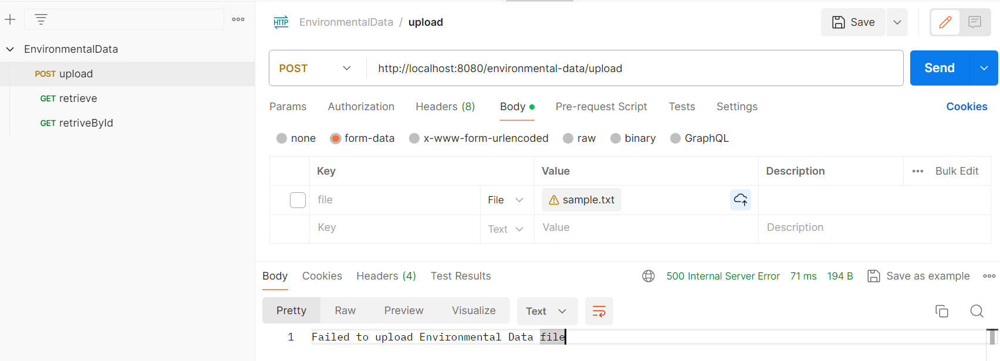 EnvironmentalData
POST upload
GET retrieve
GET retriveById
HTTP EnvironmentalData / upload
Save
POST http://localhost:8080/environmental-data/upload
Send
Params Authorization Headers (8) Body Pre-request Script Tests Settings Cookies
none form-data x-www-form-urlencoded raw binary GraphQL
Key Value Description Bulk Edit
file File sample.txt
Key Text Value Description
Body Cookies Headers (4) Test Results 500 Internal Server Error 71 ms 194 B Save as example
Pretty Raw Preview Visualize Text
1 Failed to upload Environmental Data file